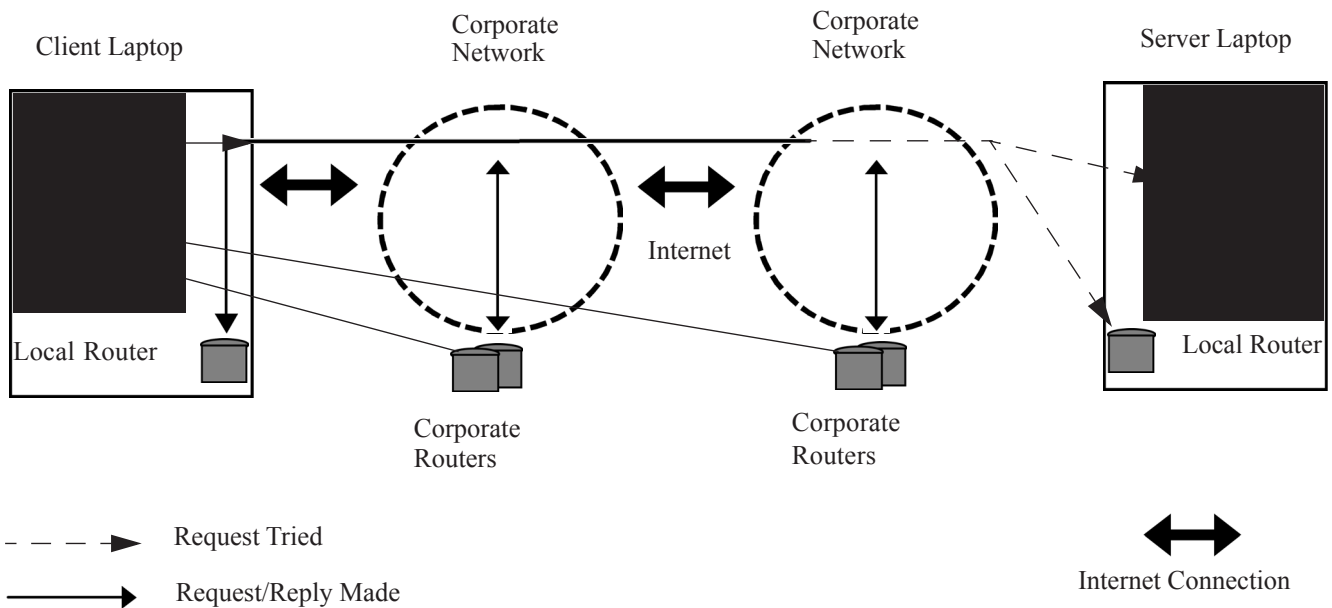 Client Laptop
Corporate
Network
Corporate
Network
Server Laptop
Internet
Local Router
Local Router
Corporate
Routers
Corporate
Routers
Request Tried
Request/Reply Made
Internet Connection